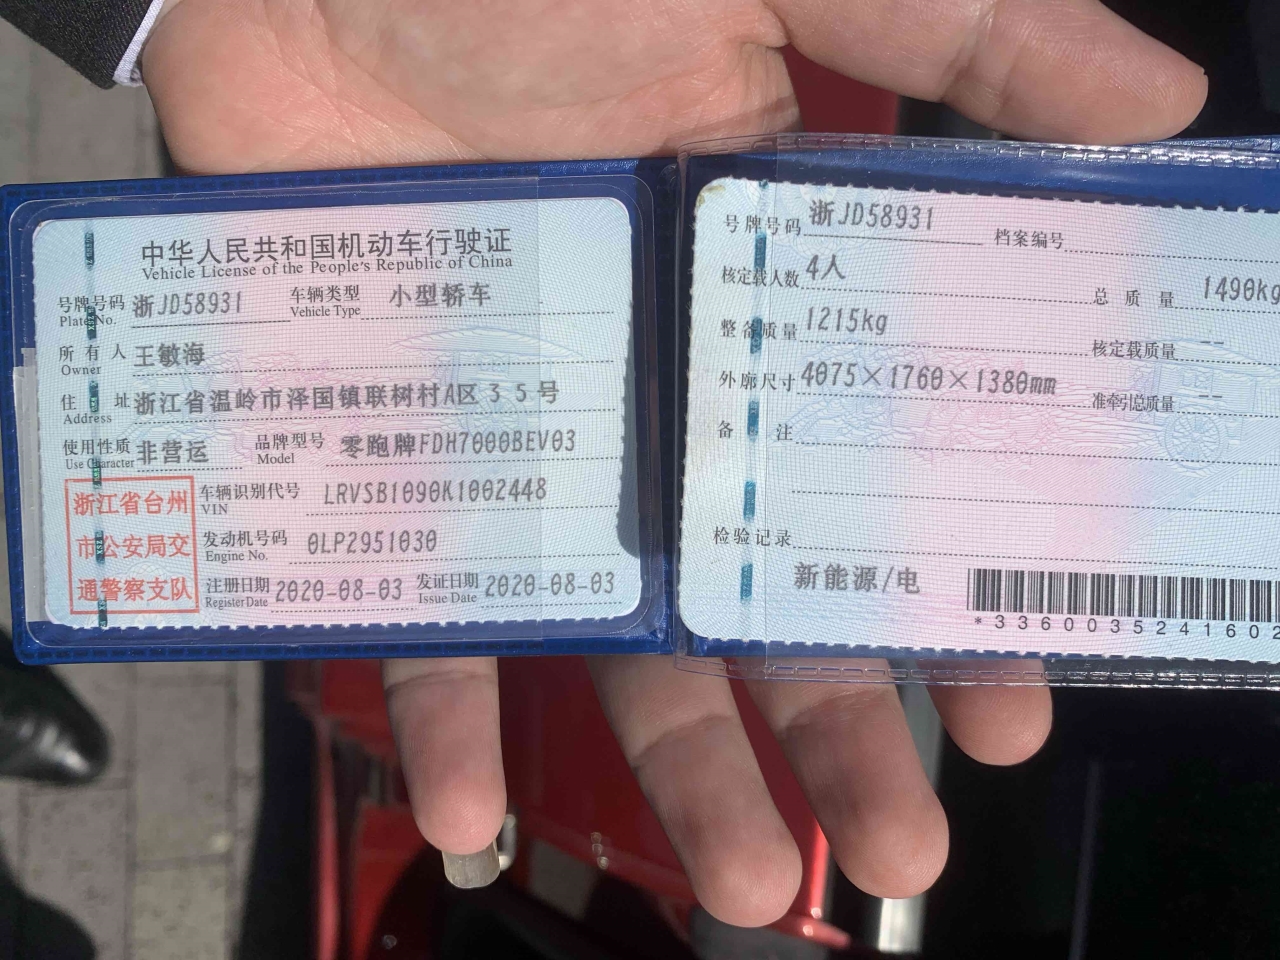 中华人民共和国机动车行驶证
Vehicle License of the People's Republic of China
号牌号码 浙JD58931 车辆类型 小型轿车
Plate No. Vehicle Type
所有人 王敏海
Owner
住址 浙江省温岭市泽国镇联树村A区35号
Address
使用性质 非营运 品牌型号 零跑牌FDH7000BEV03
Use Character Model
浙江省台州
市公安局交
通警察支队
车辆识别代号 LRVSB1090K1002448
VIN
发动机号码 0LP2951030
Engine No.
注册日期 2020-08-03 发证日期 2020-08-03
Register Date Issue Date
号牌号码 浙JD58931 档案编号
核定载人数 4人 总质量 1490kg
整备质量 1215kg 核定载质量 --
外廓尺寸 4075×1760×1380mm 准牵引总质量 --
备注
检验记录
新能源/电
*3360035241602